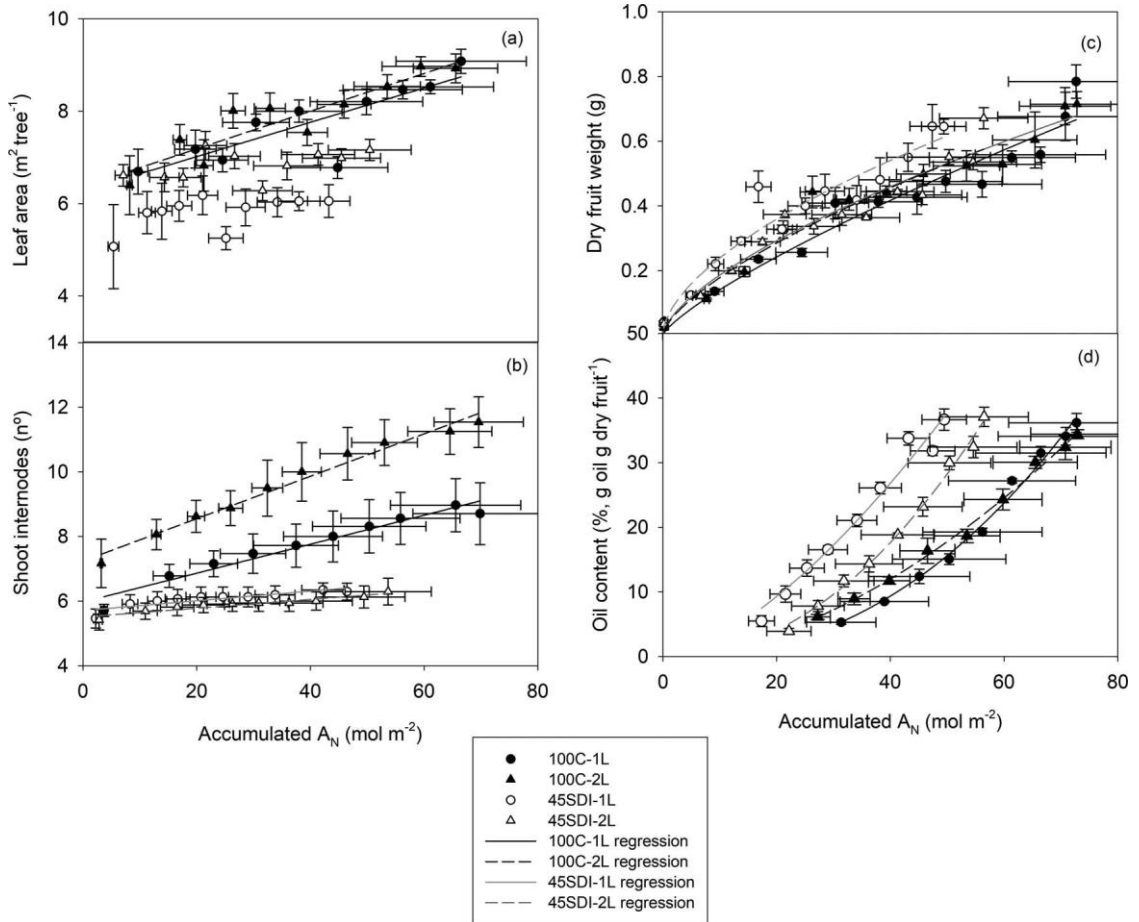 (a)
10
8
6
4
Leaf area (m² tree⁻¹)
(b)
14
12
10
8
6
4
Shoot internodes (nº)
0 20 40 60 80
Accumulated A_N (mol m⁻²)
(c)
1.0
0.8
0.6
0.4
0.2
Dry fruit weight (g)
(d)
50
40
30
20
10
0
Oil content (%, g oil g dry fruit⁻¹)
0 20 40 60 80
Accumulated A_N (mol m⁻²)
100C-1L
100C-2L
45SDI-1L
45SDI-2L
100C-1L regression
100C-2L regression
45SDI-1L regression
45SDI-2L regression